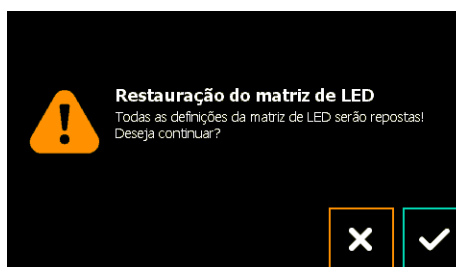 Restauração do matriz de LED
Todas as definições da matriz de LED serão repostas!
Deseja continuar?